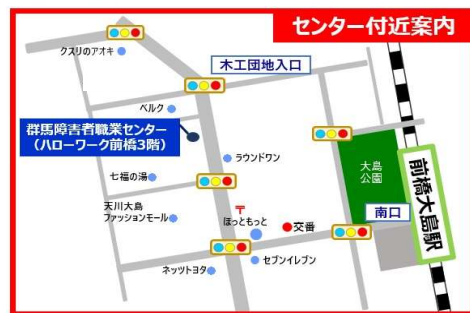 センター付近案内
クスリのアオキ
木工団地入口
ベルク
群馬障害者職業センター
（ハローワーク前橋3階）
ラウンドワン
大島
公園
前橋大島駅
七福の湯
天川大島
ファッションモール
〒
ほっともっと
交番
南口
セブンイレブン
ネッツトヨタ